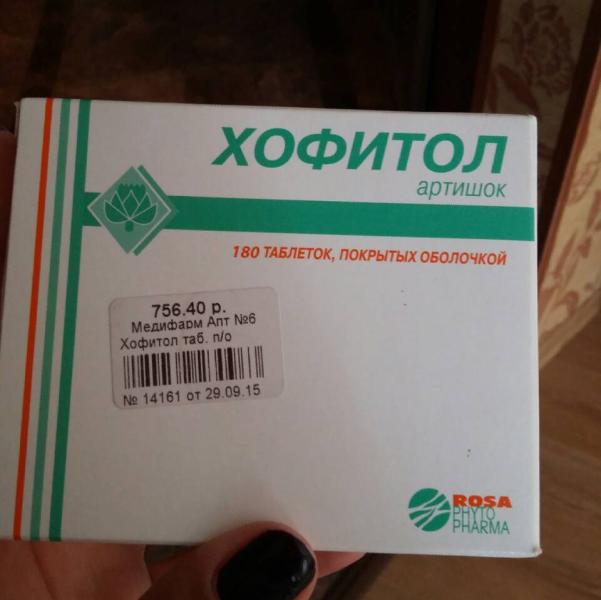 ХОФИТОЛ
артишок
180 ТАБЛЕТОК, ПОКРЫТЫХ ОБОЛОЧКОЙ
756.40 р.
Медифарм Апт №6
Хофитол таб. п/о
№ 14161 от 29.09.15
ROSA
PHYTO
PHARMA